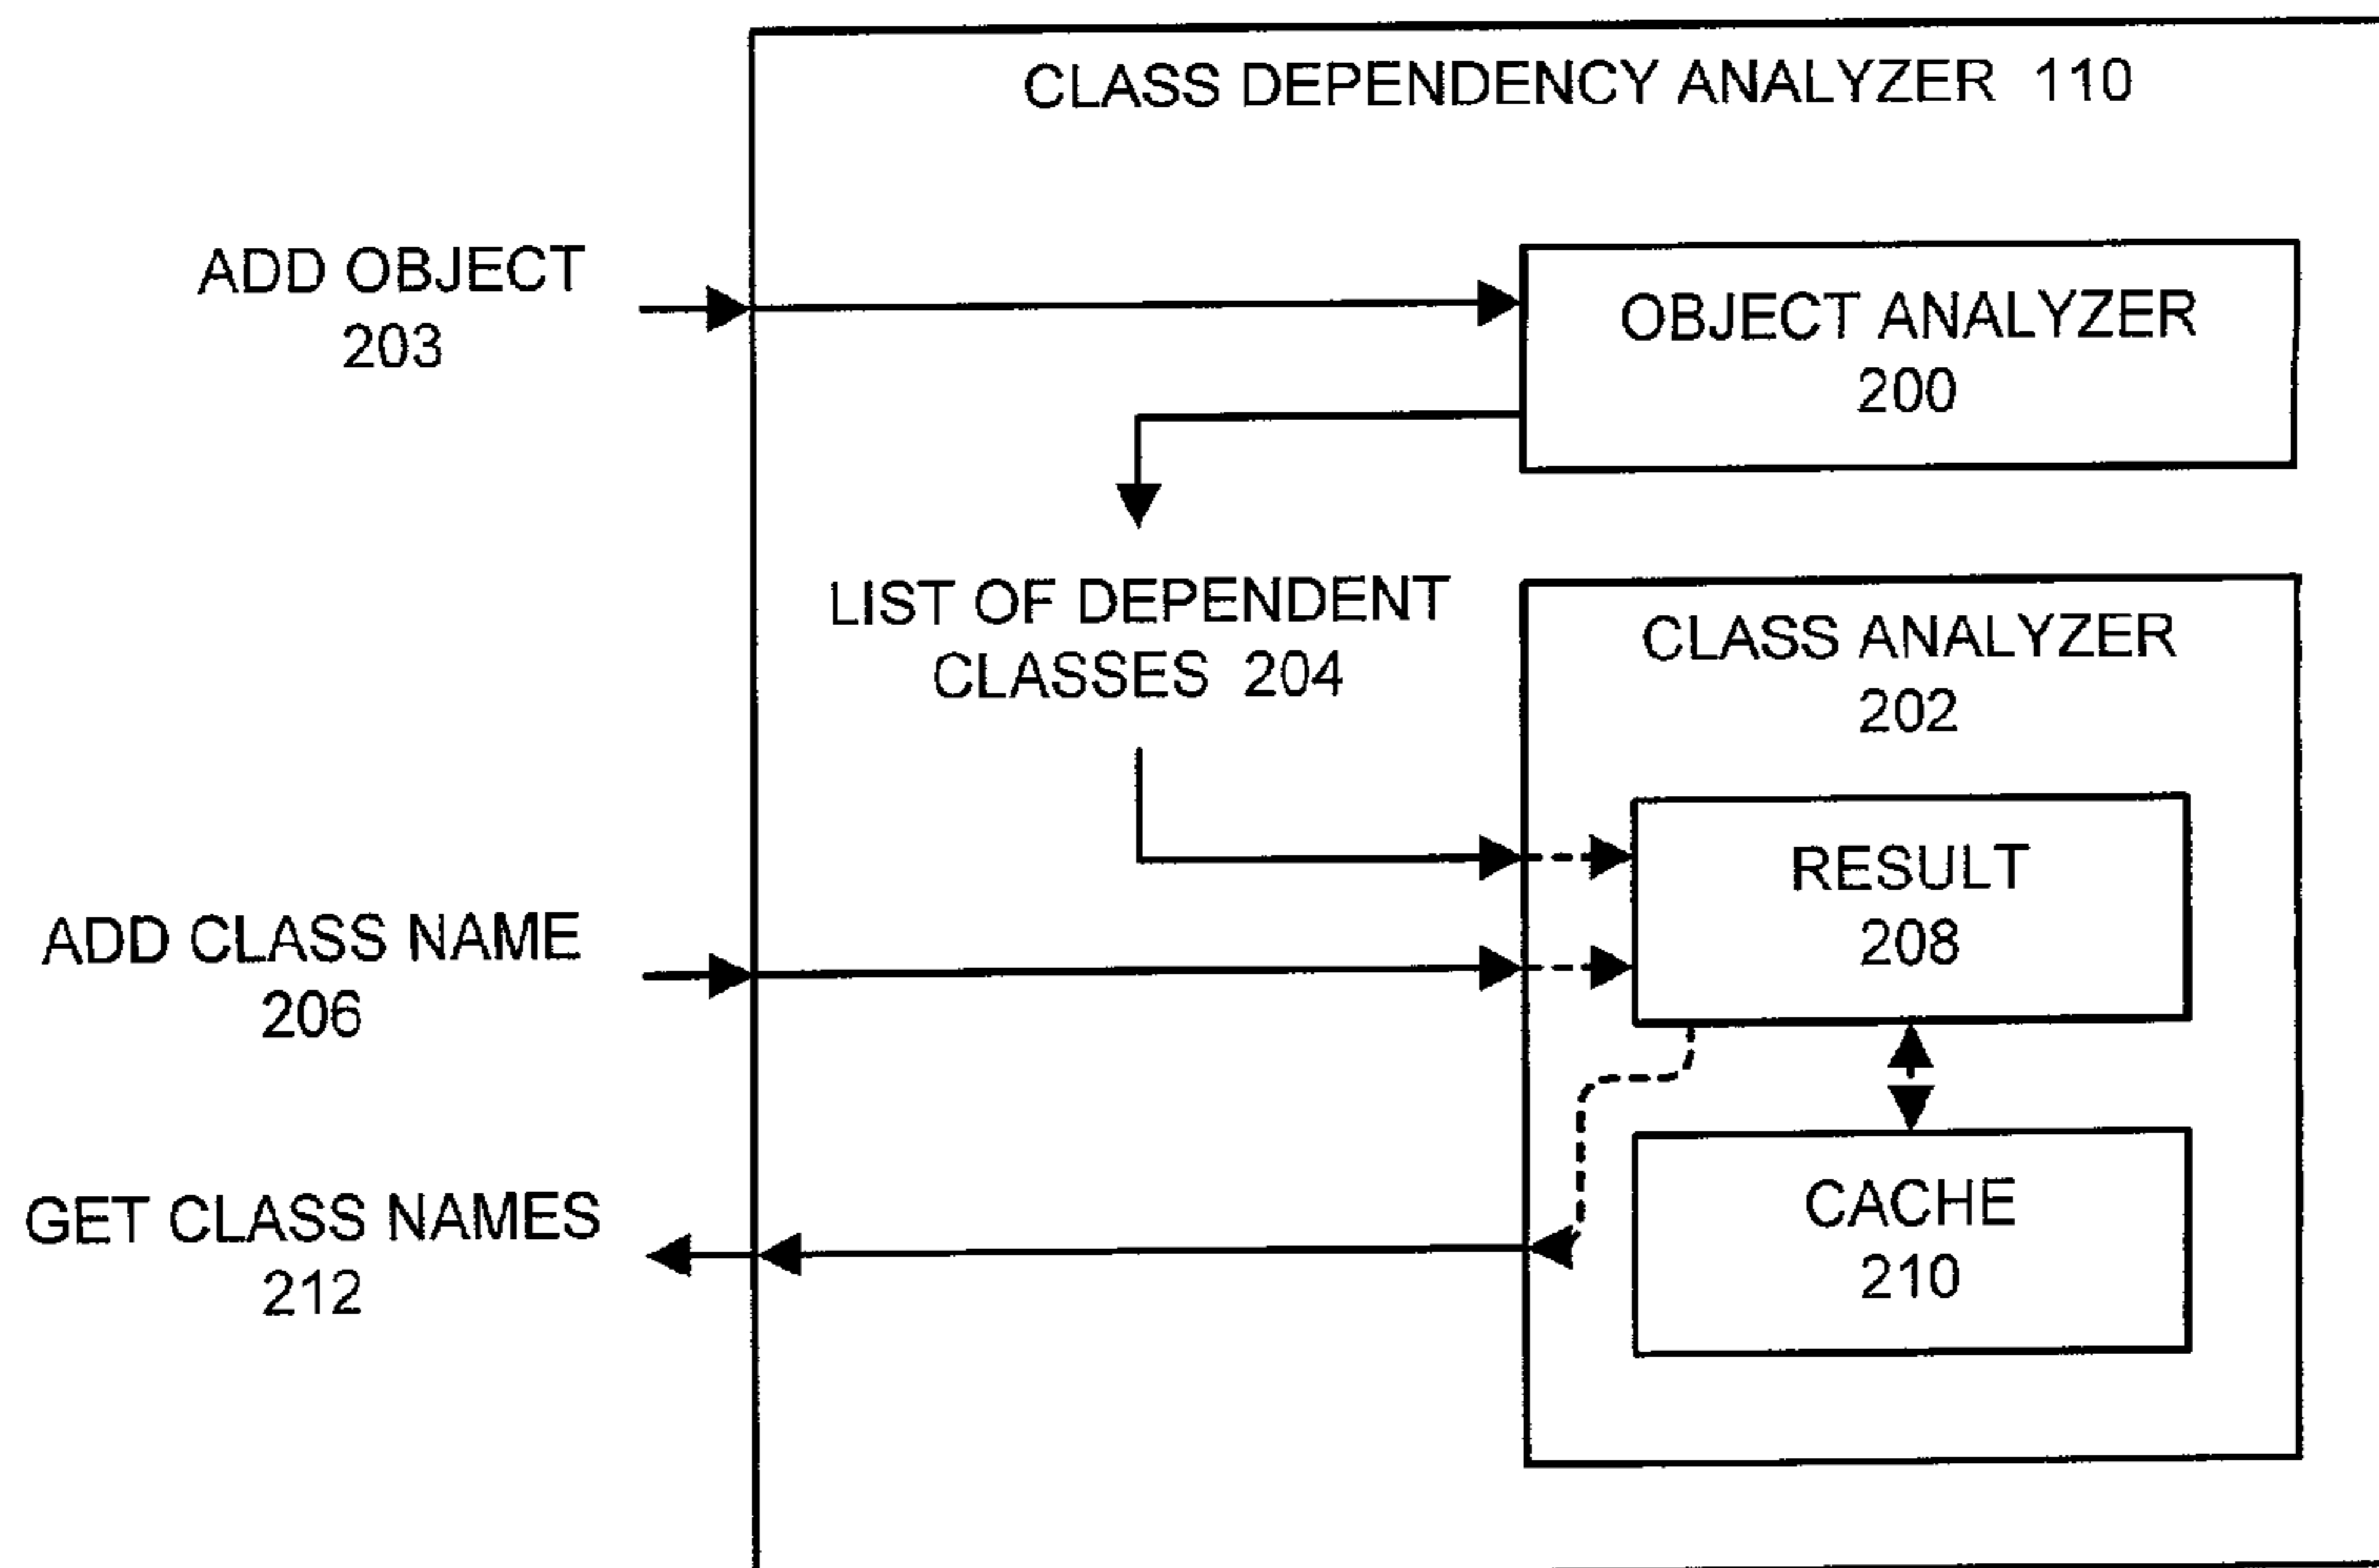 CLASS DEPENDENCY ANALYZER 110
ADD OBJECT
203
OBJECT ANALYZER
200
LIST OF DEPENDENT
CLASSES 204
CLASS ANALYZER
202
RESULT
208
ADD CLASS NAME
206
CACHE
210
GET CLASS NAMES
212